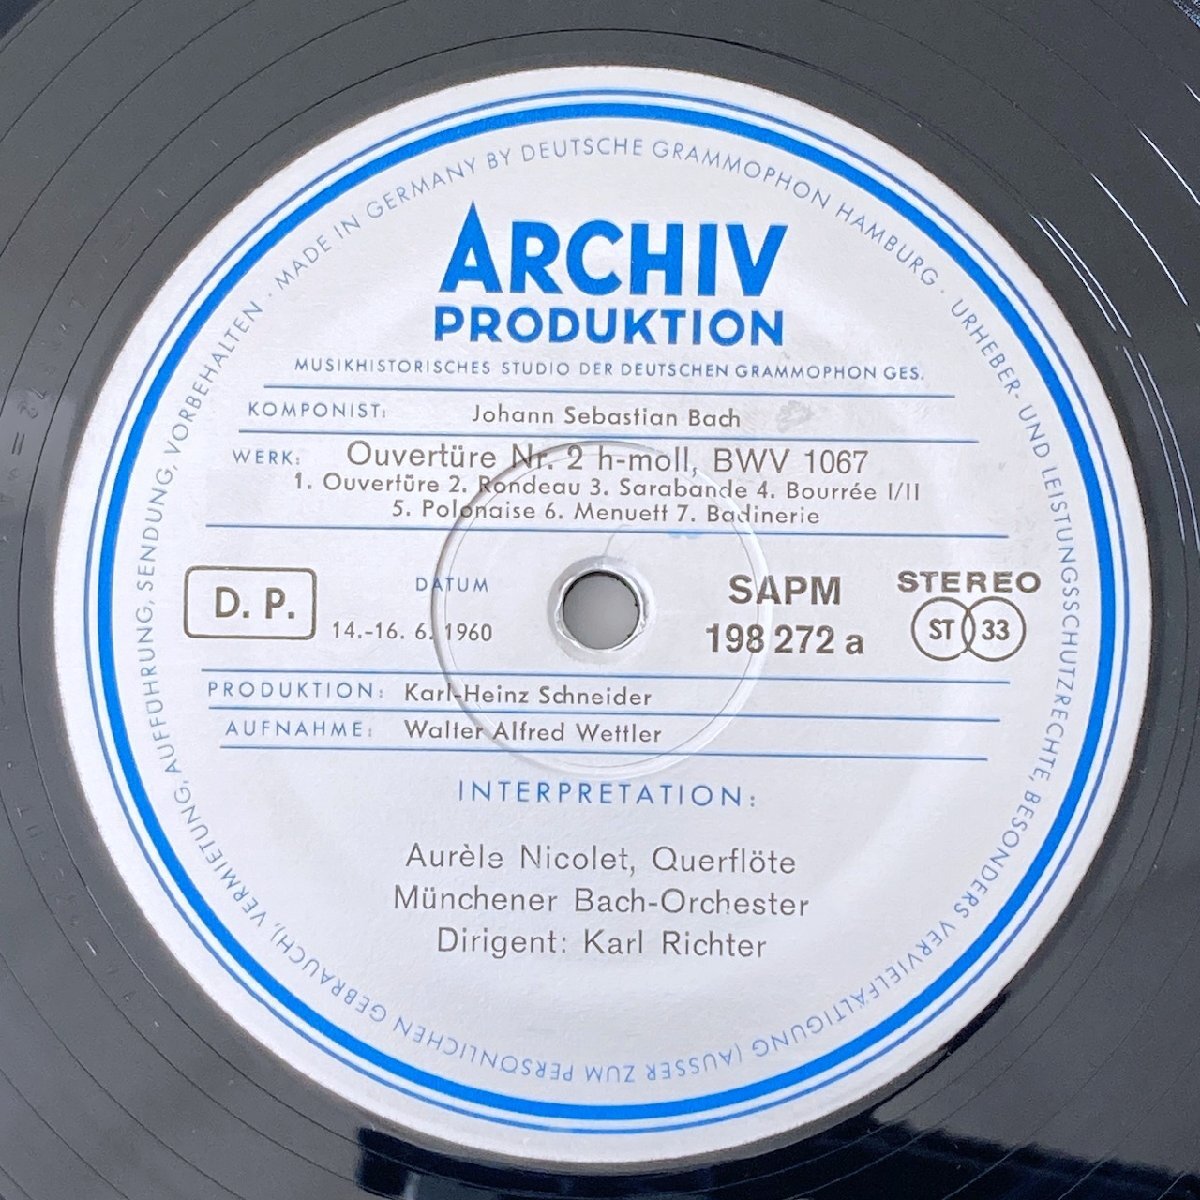 MADE IN GERMANY BY DEUTSCHE GRAMMOPHON HAMBURG · URHEBER- UND LEISTUNGSSCHUTZRECHTE, BESONDERS VERVIELFÄLTIGUNG (AUSSER ZUM PERSÖNLICHEN GEBRAUCH), VERMIETUNG, AUFFÜHRUNG, SENDUNG, VORBEHALTEN ·
ARCHIV
PRODUKTION
MUSIKHISTORISCHES STUDIO DER DEUTSCHEN GRAMMOPHON GES.
KOMPONIST: Johann Sebastian Bach
WERK: Ouvertüre Nr. 2 h-moll, BWV 1067
1. Ouvertüre 2. Rondeau 3. Sarabande 4. Bourrée I/II
5. Polonaise 6. Menuett 7. Badinerie
D. P.
DATUM
14.-16. 6. 1960
SAPM
198 272 a
STEREO
ST 33
PRODUKTION: Karl-Heinz Schneider
AUFNAHME: Walter Alfred Wettler
INTERPRETATION:
Aurèle Nicolet, Querflöte
Münchener Bach-Orchester
Dirigent: Karl Richter